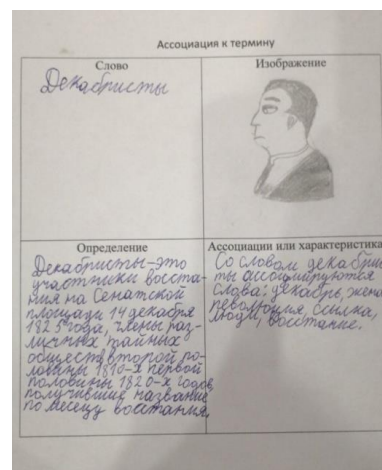 Ассоциация к термину
Слово
Изображение
Декабристы
Определение
Декабристы-это
участники восста-
ния на Сенатской
площади 14 декабря
1825 года, члены раз-
личных тайных
обществ второй по-
ловины 1810-х первой
половины 1820-х годов,
получившие название
по месяцу восстания.
Ассоциации или характеристика
Со словом декабрис
ты ассоциируются
слова: декабрь, жена
революция, ссылка,
люди, восстание.